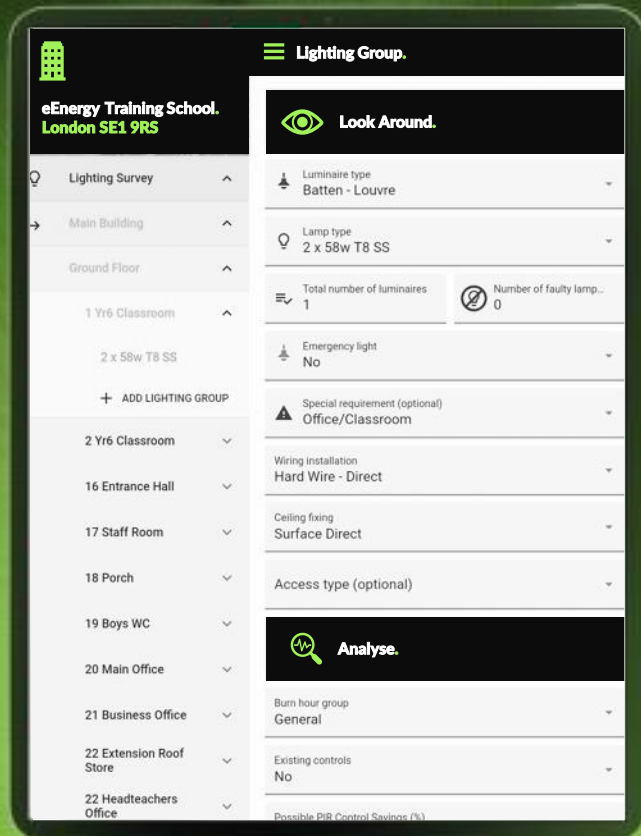 eEnergy Training School.
London SE1 9RS
Lighting Survey
Main Building
Ground Floor
1 Yr6 Classroom
2 x 58w T8 SS
+ ADD LIGHTING GROUP
2 Yr6 Classroom
16 Entrance Hall
17 Staff Room
18 Porch
19 Boys WC
20 Main Office
21 Business Office
22 Extension Roof
Store
22 Headteachers
Office
Lighting Group.
Look Around.
Luminaire type
Batten - Louvre
Lamp type
2 x 58w T8 SS
Total number of luminaires
1
Number of faulty lamp...
0
Emergency light
No
Special requirement (optional)
Office/Classroom
Wiring installation
Hard Wire - Direct
Ceiling fixing
Surface Direct
Access type (optional)
Analyse.
Burn hour group
General
Existing controls
No
Possible PIR Control Savings (%)